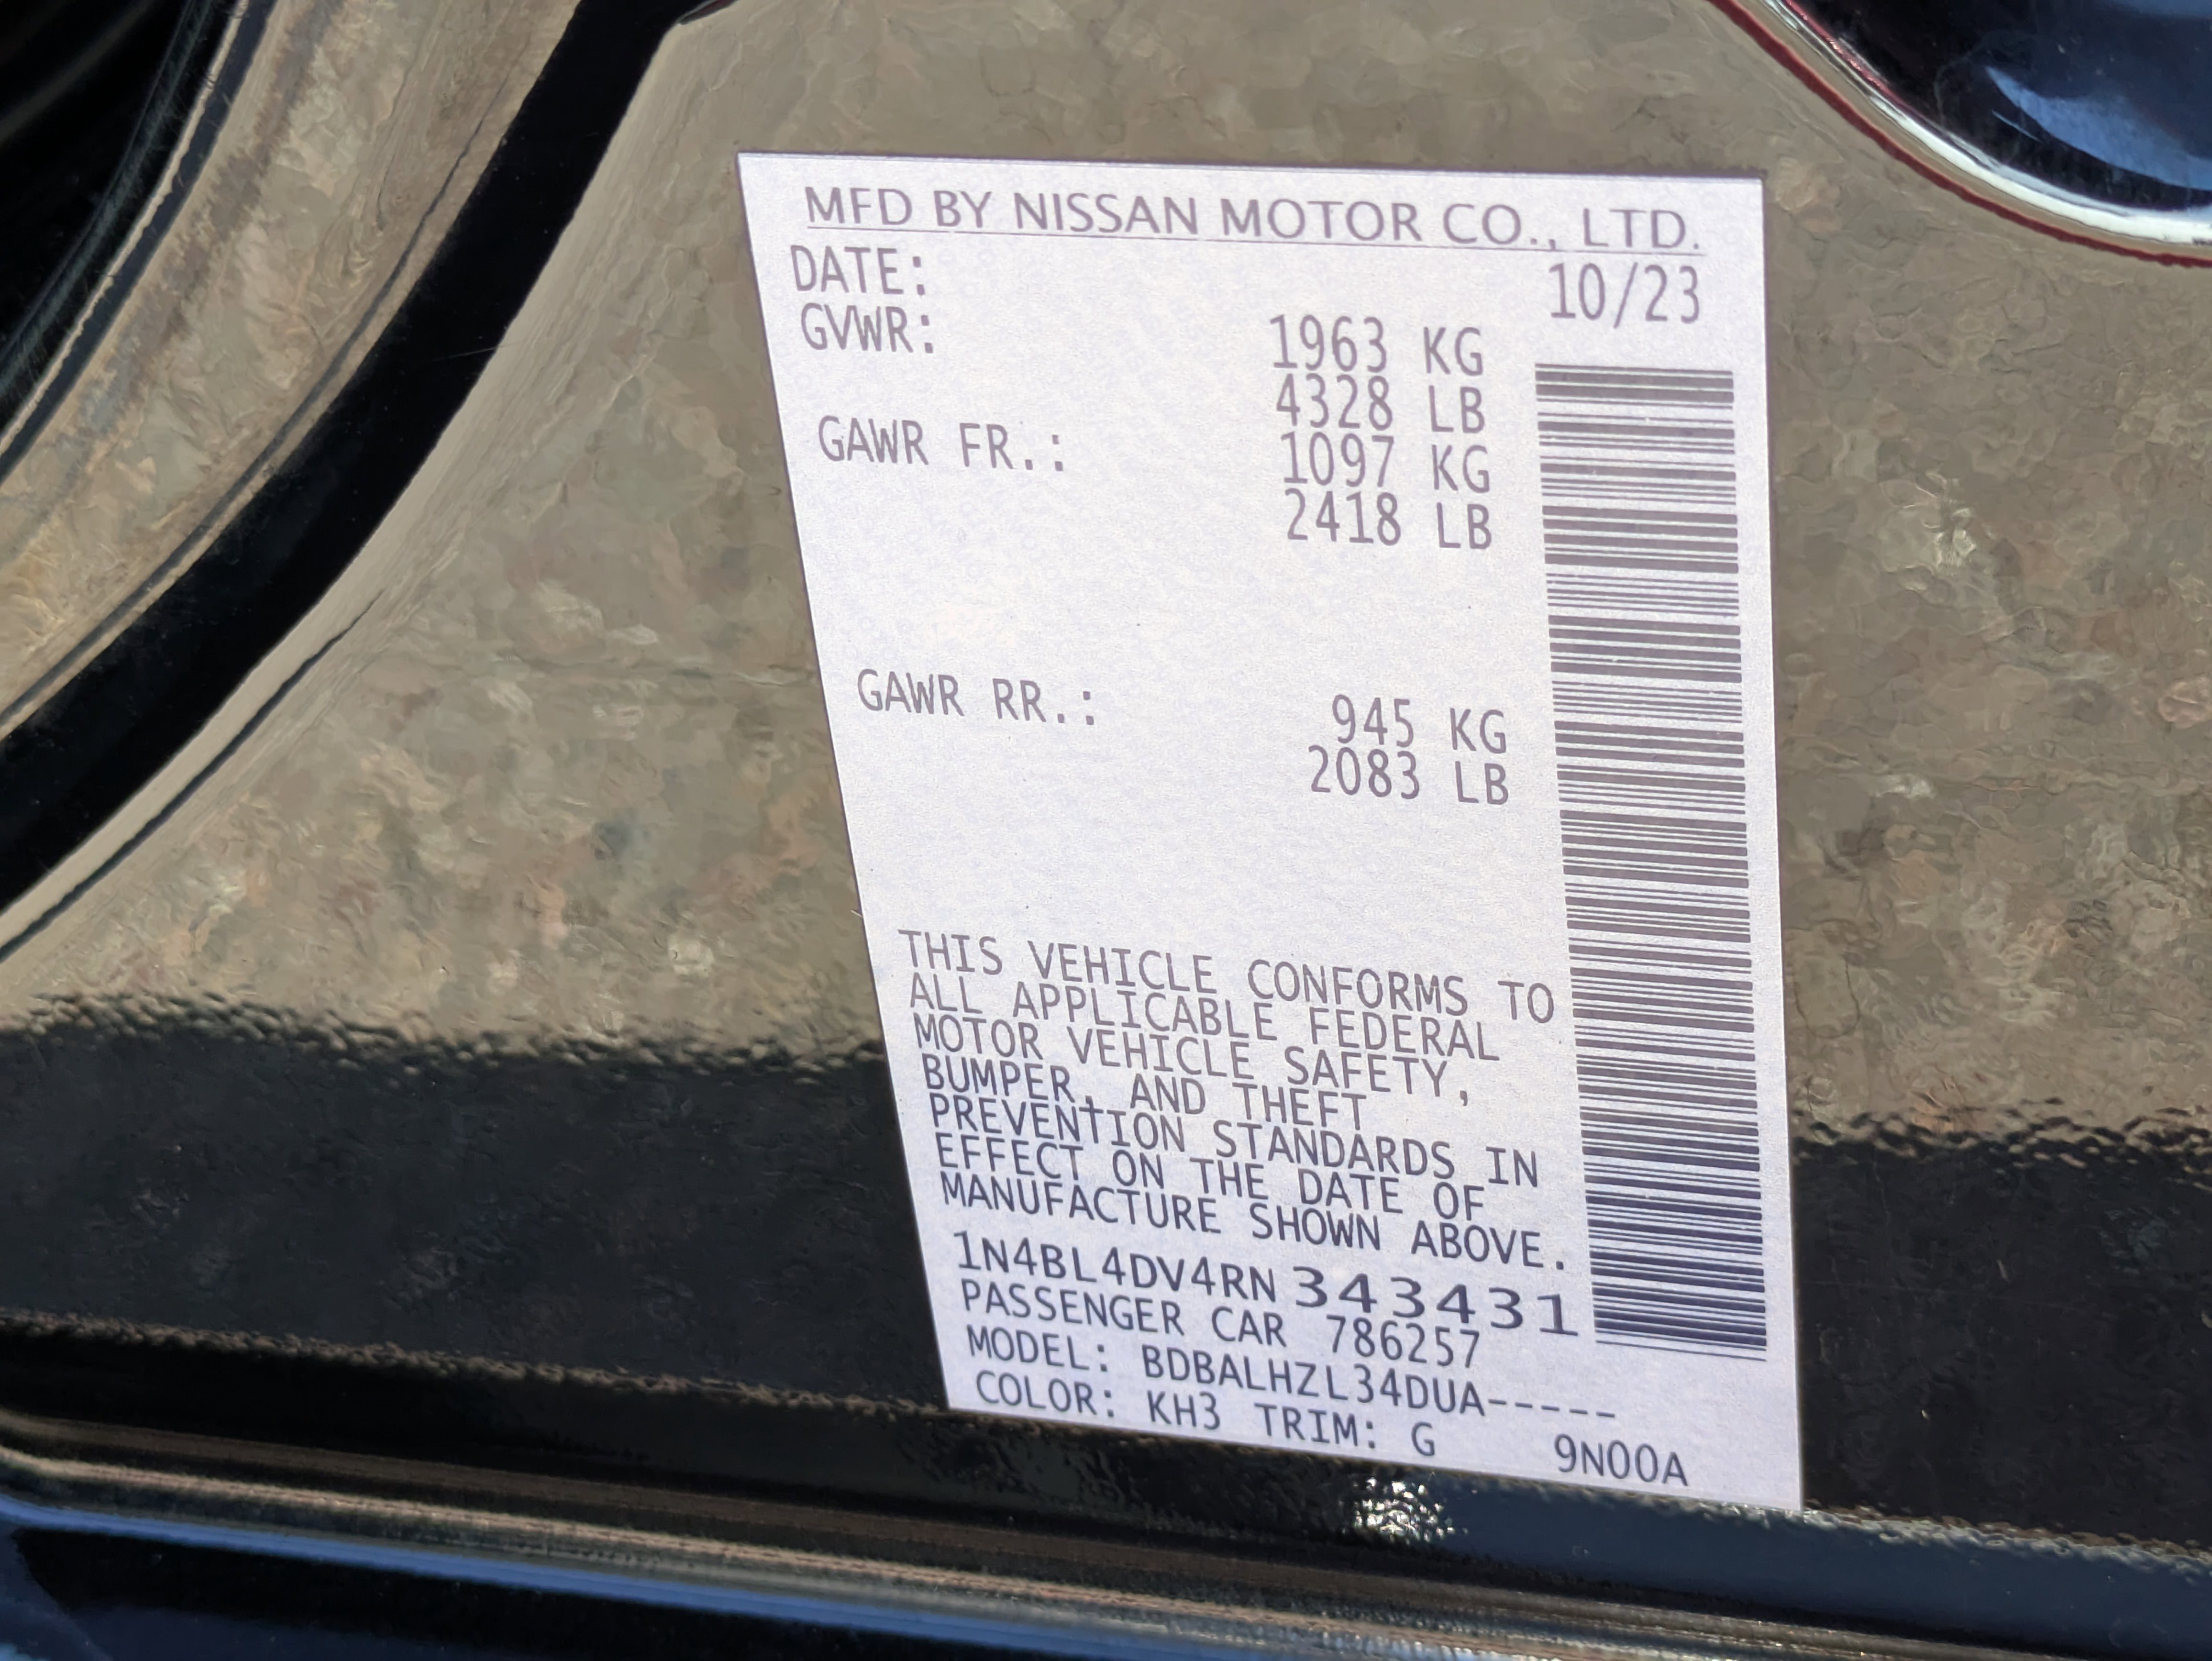 MFD BY NISSAN MOTOR CO., LTD.
DATE: 10/23
GVWR: 1963 KG
4328 LB
GAWR FR.: 1097 KG
2418 LB
GAWR RR.: 945 KG
2083 LB
THIS VEHICLE CONFORMS TO
ALL APPLICABLE FEDERAL
MOTOR VEHICLE SAFETY,
BUMPER, AND THEFT
PREVENTION STANDARDS IN
EFFECT ON THE DATE OF
MANUFACTURE SHOWN ABOVE.
1N4BL4DV4RN343431
PASSENGER CAR 786257
MODEL: BDBALHZL34DUA-----
COLOR: KH3 TRIM: G 9N00A